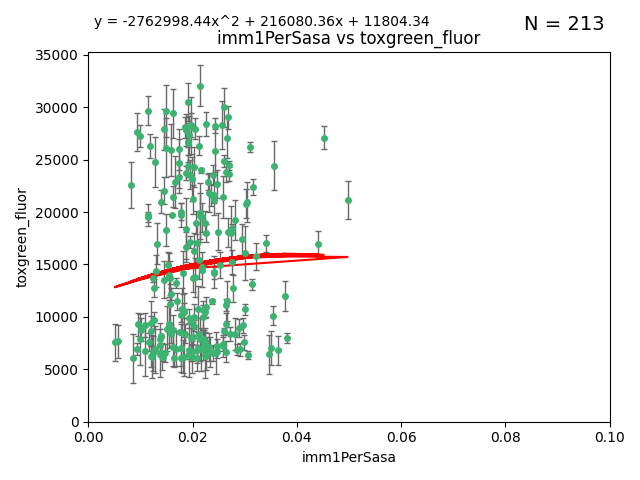 y = -2762998.44x^2 + 216080.36x + 11804.34
N = 213
imm1PerSasa vs toxgreen_fluor
35000
30000
25000
20000
15000
10000
5000
0
toxgreen_fluor
0.00 0.02 0.04 0.06 0.08 0.10
imm1PerSasa